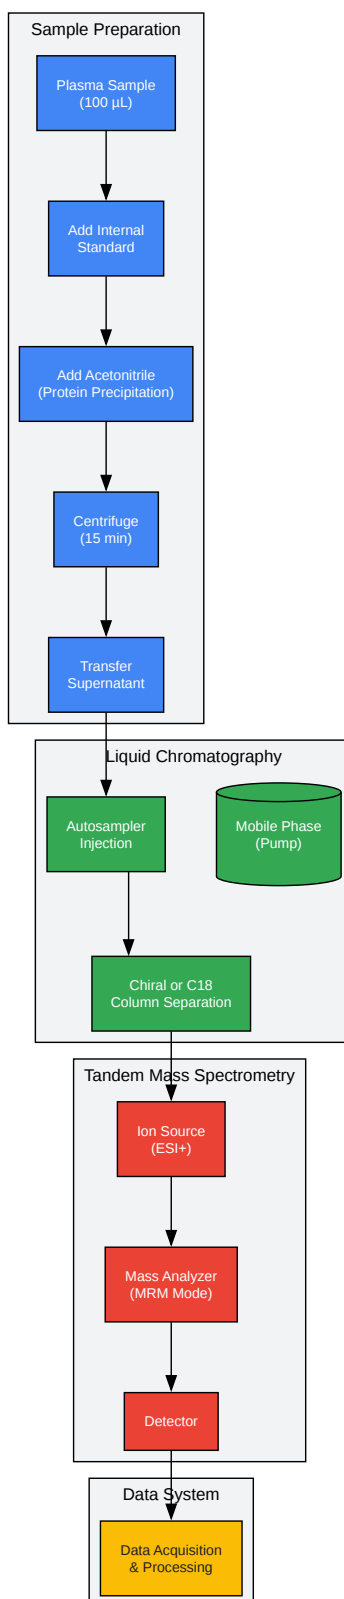 Sample Preparation
Plasma Sample
(100 µL)
Add Internal
Standard
Add Acetonitrile
(Protein Precipitation)
Centrifuge
(15 min)
Transfer
Supernatant
Liquid Chromatography
Autosampler
Injection
Mobile Phase
(Pump)
Chiral or C18
Column Separation
Tandem Mass Spectrometry
Ion Source
(ESI+)
Mass Analyzer
(MRM Mode)
Detector
Data System
Data Acquisition
& Processing